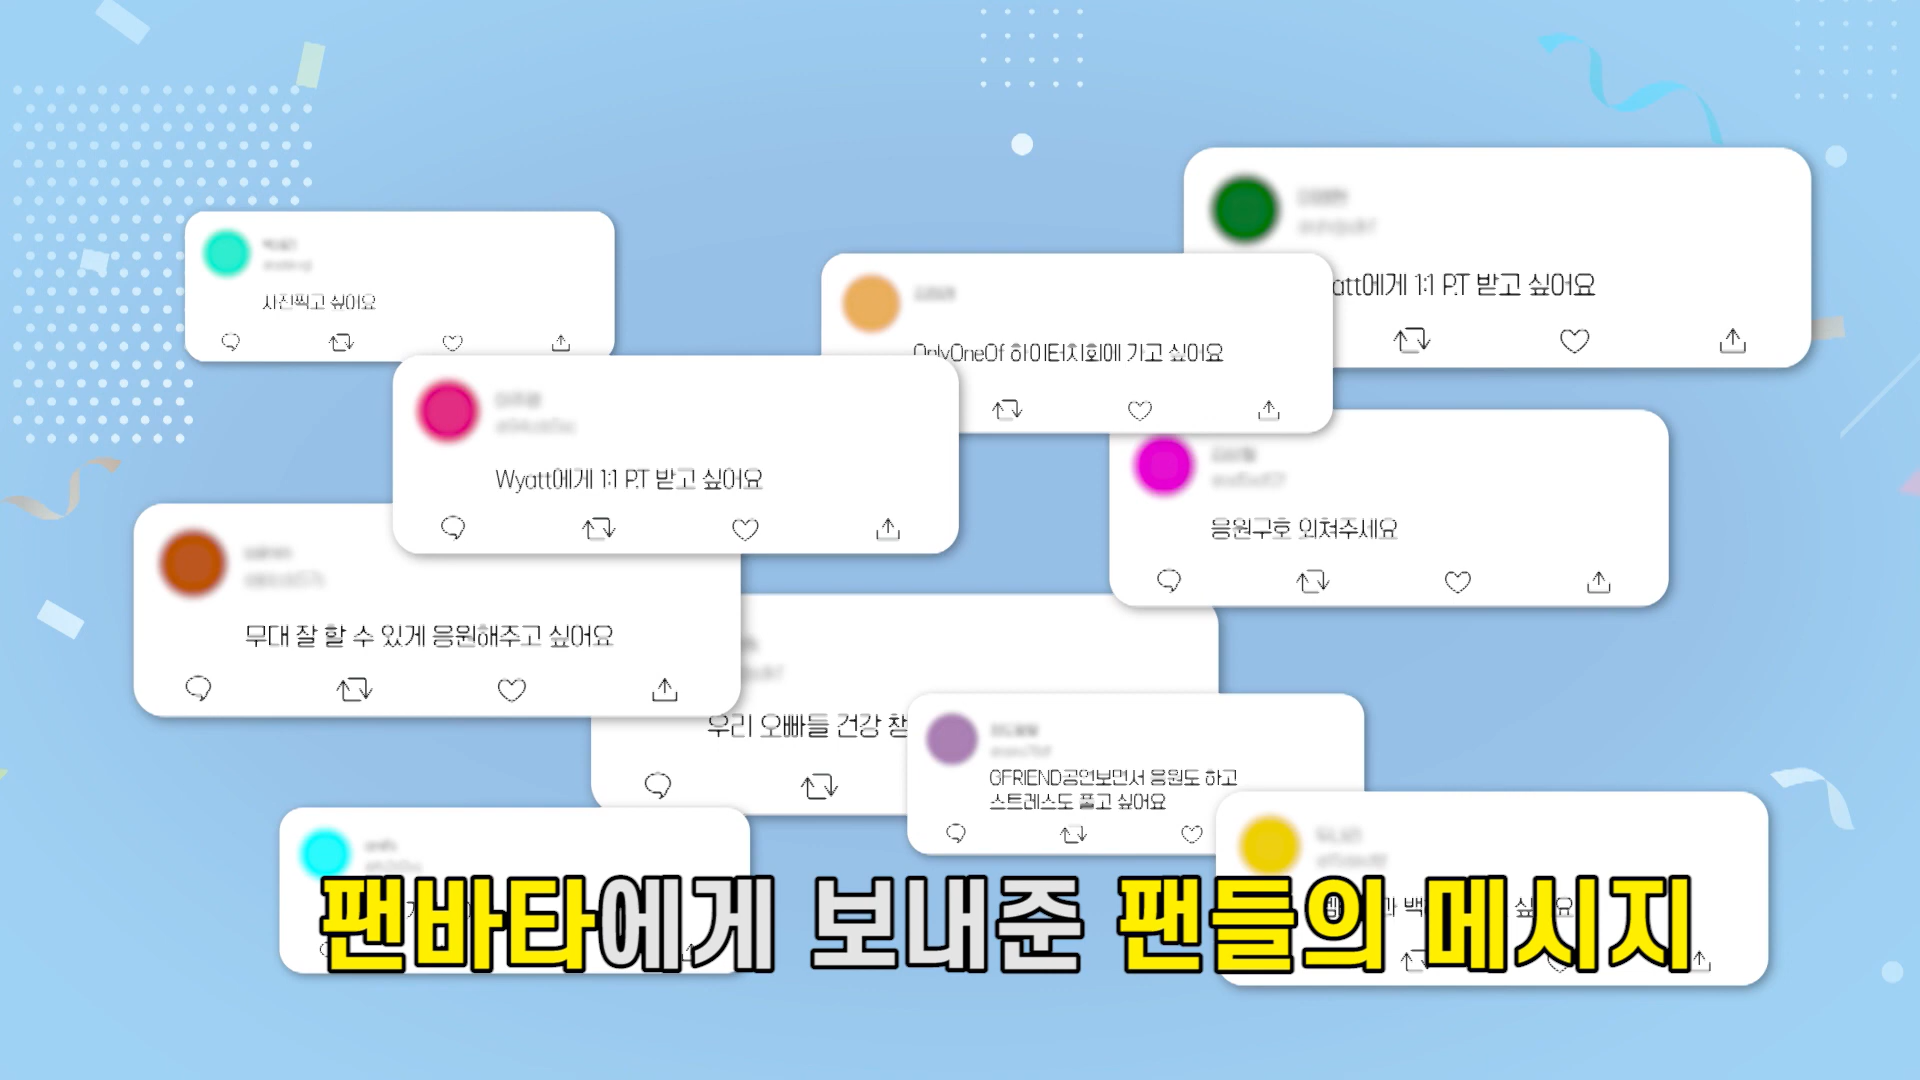 사진찍고 싶어요
att에게 1:1 P.T 받고 싶어요
OnlyOneOf 하이터치회에 가고 싶어요
Wyatt에게 1:1 P.T 받고 싶어요
응원구호 외쳐주세요
무대 잘 할 수 있게 응원해주고 싶어요
우리 오빠들 건강 챙
GFRIEND공연보면서 응원도 하고
스트레스도 풀고 싶어요
팬바타에게 보내준 팬들의 메시지